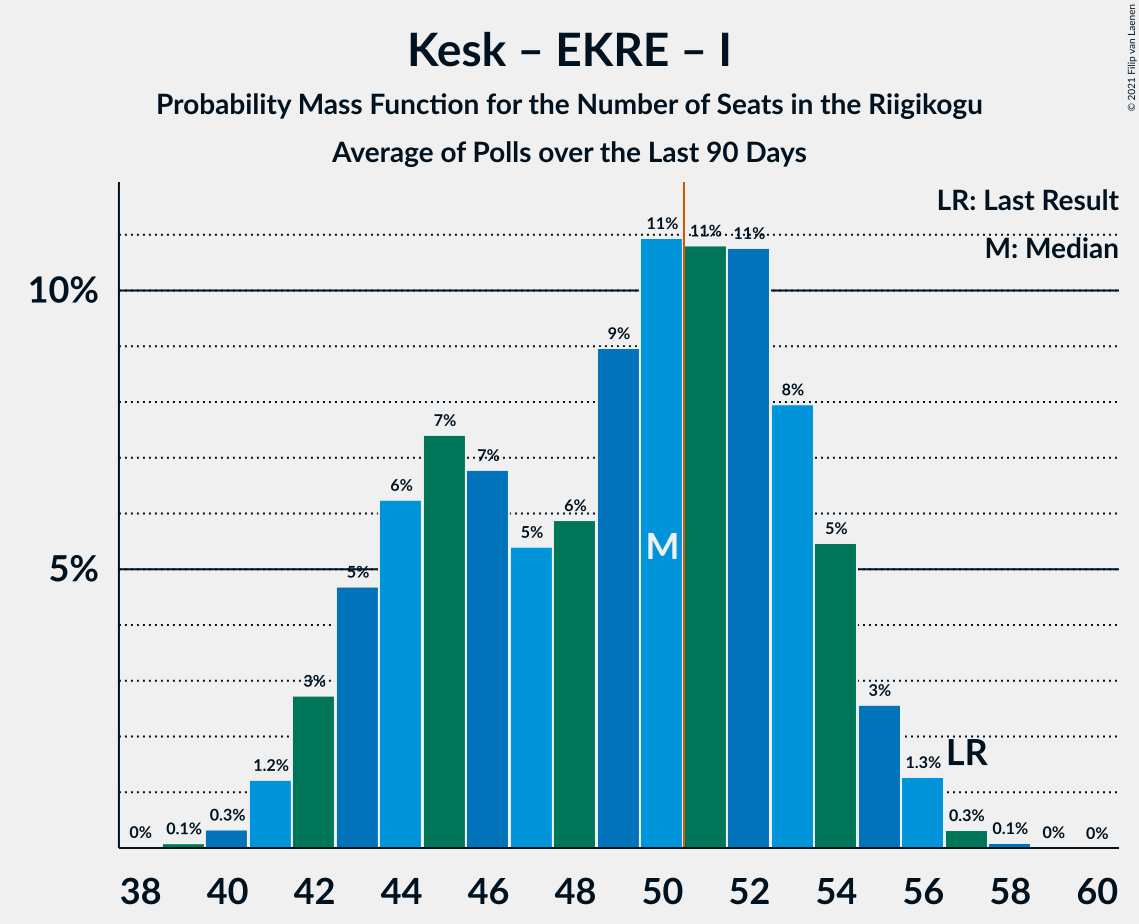 Kesk – EKRE – I
Probability Mass Function for the Number of Seats in the Riigikogu
Average of Polls over the Last 90 Days
© 2021 Filip van Laenen
LR: Last Result
M: Median
10%
5%
0%
0.1%
0.3%
1.2%
3%
5%
6%
7%
7%
5%
6%
9%
11%
11%
11%
8%
5%
3%
1.3%
0.3%
0.1%
0%
0%
M
LR
38 40 42 44 46 48 50 52 54 56 58 60